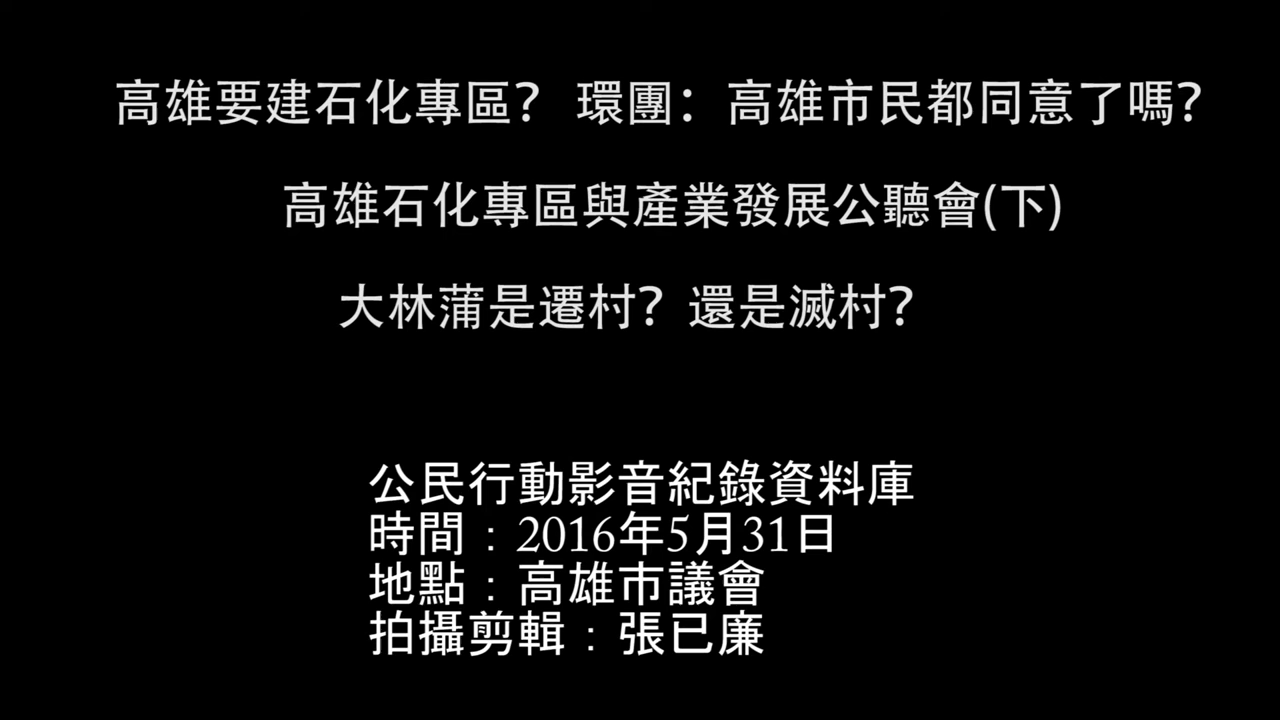 高雄要建石化專區？ 環團：高雄市民都同意了嗎？
高雄石化專區與產業發展公聽會(下)
大林蒲是遷村？還是滅村？
公民行動影音紀錄資料庫
時間：2016年5月31日
地點：高雄市議會
拍攝剪輯：張已廉